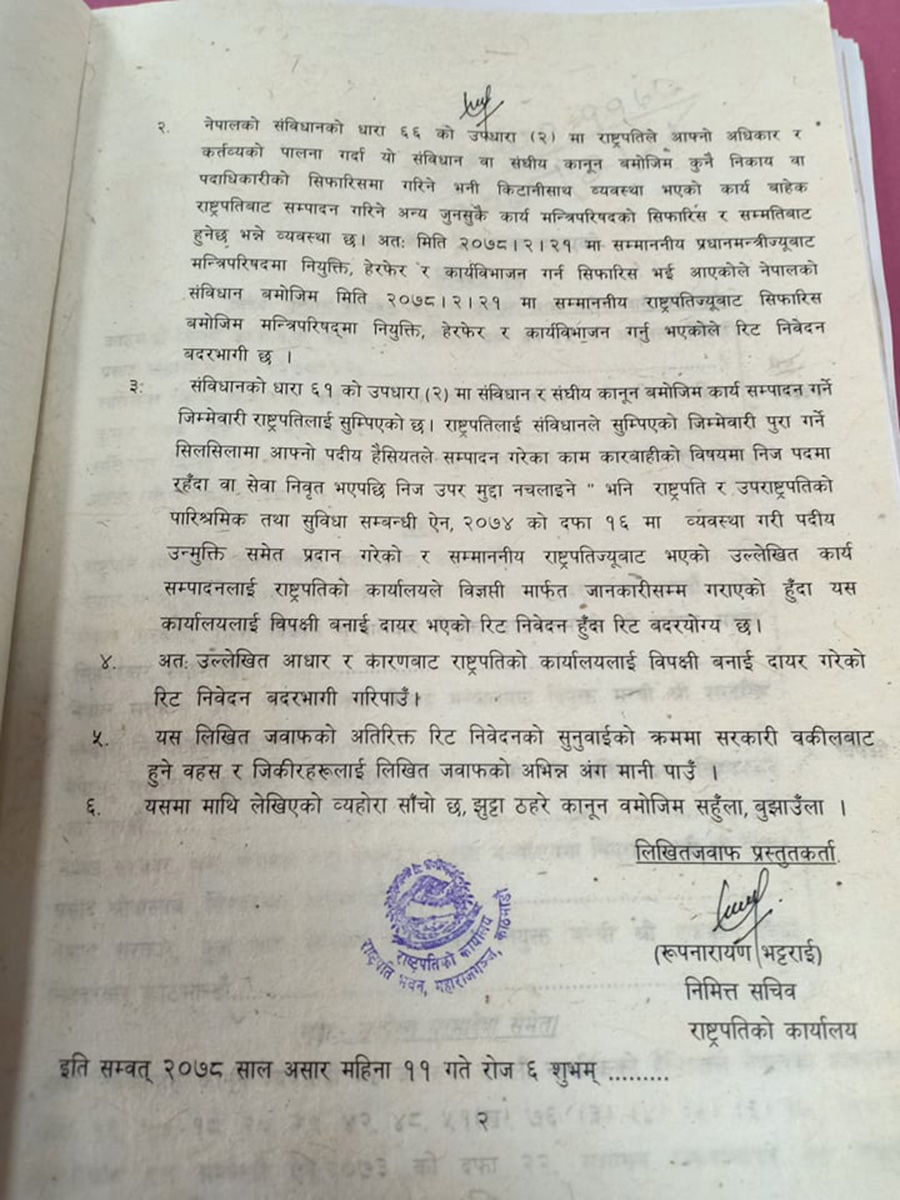 २. नेपालको संविधानको धारा ६६ को उपधारा (२) मा राष्ट्रपतिले आफ्नो अधिकार र
कर्तव्यको पालना गर्दा यो संविधान वा संघीय कानून बमोजिम कुनै निकाय वा
पदाधिकारीको सिफारिसमा गरिने भनी किटानीसाथ व्यवस्था भएको कार्य बाहेक
राष्ट्रपतिबाट सम्पादन गरिने अन्य जुनसुकै कार्य मन्त्रिपरिषदको सिफारिस र सम्मतिबाट
हुनेछ भन्ने व्यवस्था छ। अतः मिति २०७८।२।२१ मा सम्माननीय प्रधानमन्त्रीज्यूबाट
मन्त्रिपरिषदमा नियुक्ति, हेरफेर र कार्यविभाजन गर्न सिफारिस भई आएकोले नेपालको
संविधान बमोजिम मिति २०७८।२।२१ मा सम्माननीय राष्ट्रपतिज्यूबाट सिफारिस
बमोजिम मन्त्रिपरिषद्मा नियुक्ति, हेरफेर र कार्यविभाजन गर्नु भएकोले रिट निवेदन
बदरभागी छ ।
३: संविधानको धारा ६१ को उपधारा (२) मा संविधान र संघीय कानून बमोजिम कार्य सम्पादन गर्ने
जिम्मेवारी राष्ट्रपतिलाई सुम्पिएको छ। राष्ट्रपतिलाई संविधानले सुम्पिएको जिम्मेवारी पुरा गर्ने
सिलसिलामा आफ्नो पदीय हैसियतले सम्पादन गरेका काम कारवाहीको विषयमा निज पदमा
रहँदा वा सेवा निवृत भएपछि निज उपर मुद्दा नचलाइने " भनि राष्ट्रपति र उपराष्ट्रपतिको
पारिश्रमिक तथा सुविधा सम्बन्धी ऐन, २०७४ को दफा १६ मा व्यवस्था गरी पदीय
उन्मुक्ति समेत प्रदान गरेको र सम्माननीय राष्ट्रपतिज्यूबाट भएको उल्लेखित कार्य
सम्पादनलाई राष्ट्रपतिको कार्यालयले विज्ञप्ती मार्फत जानकारीसम्म गराएको हुँदा यस
कार्यालयलाई विपक्षी बनाई दायर भएको रिट निवेदन हुँदा रिट बदरयोग्य छ।
४. अतः उल्लेखित आधार र कारणबाट राष्ट्रपतिको कार्यालयलाई विपक्षी बनाई दायर गरेको
रिट निवेदन बदरभागी गरिपाउँ।
५. यस लिखित जवाफको अतिरिक्त रिट निवेदनको सुनुवाईको क्रममा सरकारी वकीलबाट
हुने वहस र जिकीरहरूलाई लिखित जवाफको अभिन्न अंग मानी पाउँ ।
६. यसमा माथि लेखिएको व्यहोरा साँचो छ, झुट्टा ठहरे कानून वमोजिम सहुँला, बुझाउँला ।
लिखितजवाफ प्रस्तुतकर्ता
(रूपनारायण भट्टराई)
निमित्त सचिव
राष्ट्रपतिको कार्यालय
राष्ट्रपतिको कार्यालय
राष्ट्रपति भवन, महाराजगञ्ज, काठमाडौं
इति सम्वत् २०७८ साल असार महिना ११ गते रोज ६ शुभम् .........
२